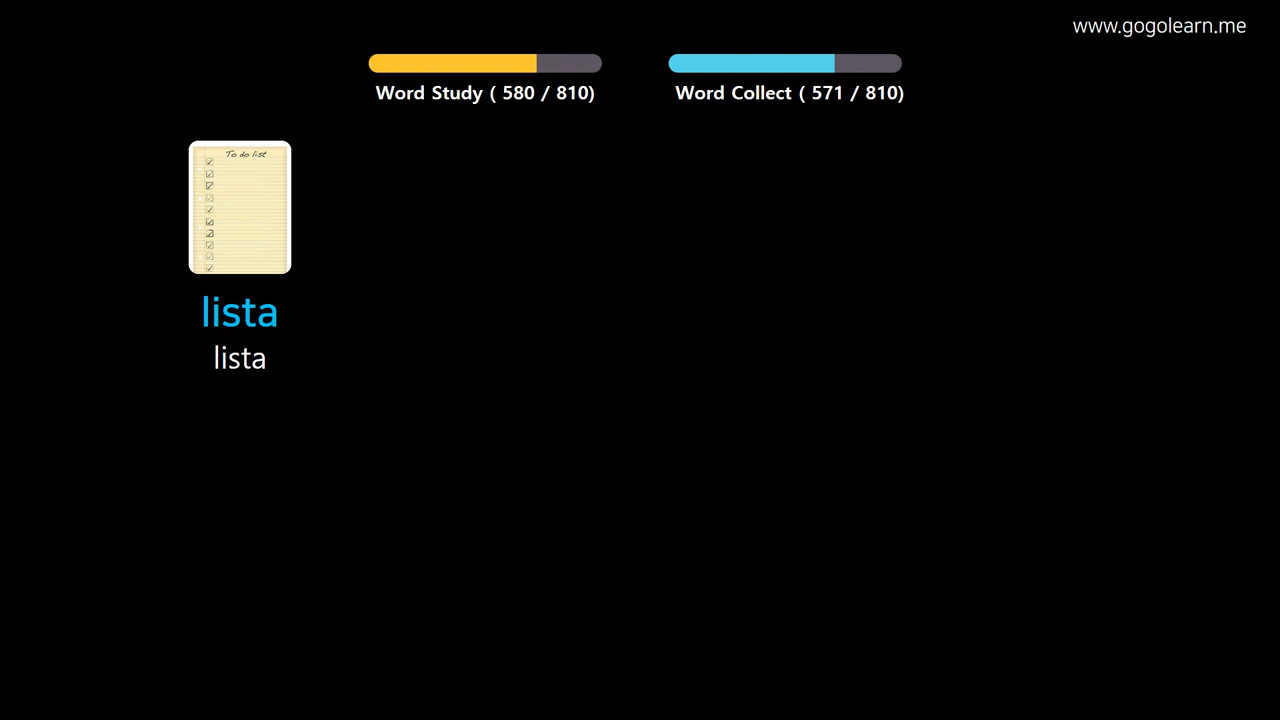 www.gogolearn.me
Word Study ( 580 / 810)
Word Collect ( 571 / 810)
To do list
lista
lista